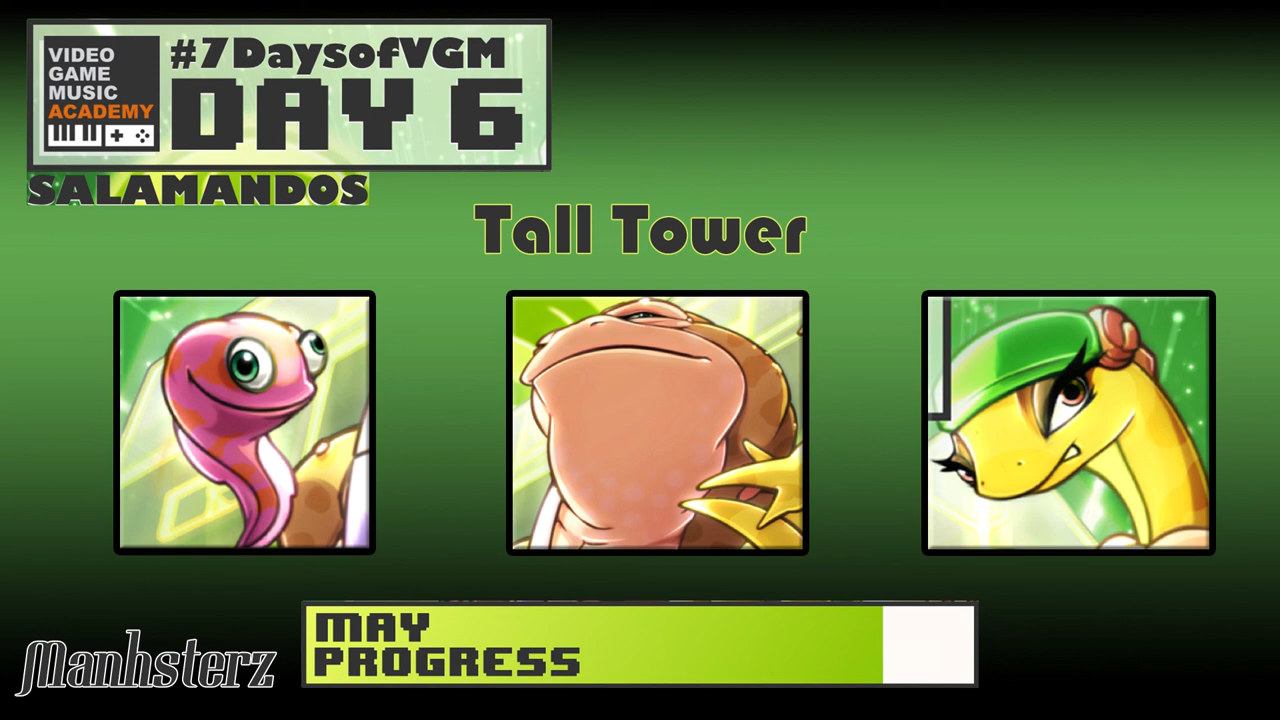 VIDEO
GAME
MUSIC
ACADEMY
#7DaysofVGM
DAY 6
SALAMANDOS
Tall Tower
MAY
PROGRESS
Manhsterz